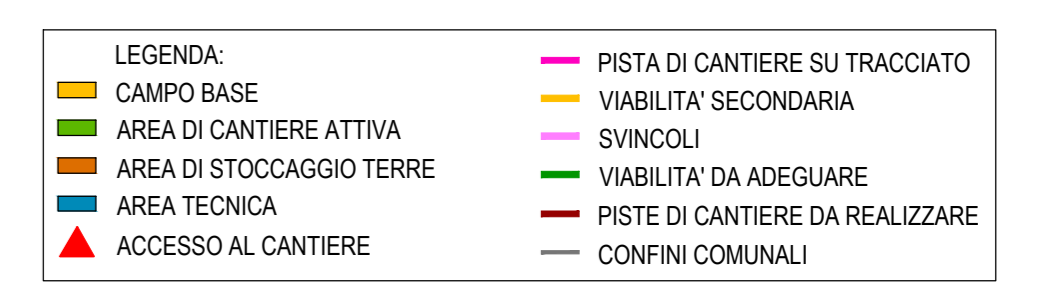 LEGENDA:
CAMPO BASE
AREA DI CANTIERE ATTIVA
AREA DI STOCCAGGIO TERRE
AREA TECNICA
ACCESSO AL CANTIERE
PISTA DI CANTIERE SU TRACCIATO
VIABILITA' SECONDARIA
SVINCOLI
VIABILITA' DA ADEGUARE
PISTE DI CANTIERE DA REALIZZARE
CONFINI COMUNALI